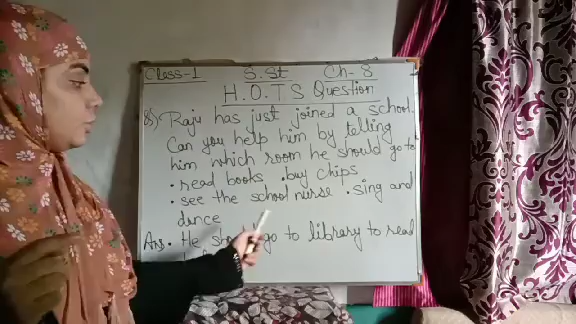 Class-1 S.St Ch-8
H.O.T.S Question
8) Raju has just joined a school.
Can you help him by telling
him which room he should go to
• read books • buy chips
• see the school nurse • sing and
dance
Ans. • He should go to library to read